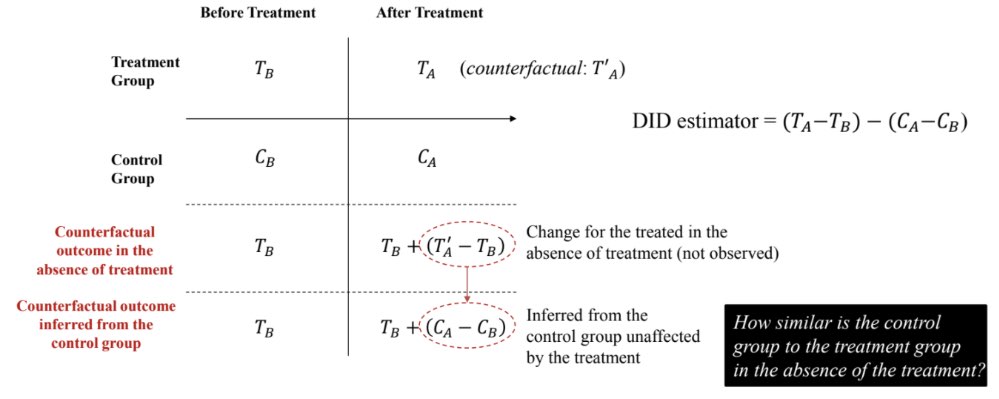 Before Treatment After Treatment
Treatment
Group
T_B T_A (counterfactual: T'_A)
DID estimator = (T_A−T_B) − (C_A−C_B)
Control
Group
C_B C_A
Counterfactual
outcome in the
absence of treatment
T_B T_B + (T'_A − T_B)
Change for the treated in the
absence of treatment (not observed)
Counterfactual outcome
inferred from the
control group
T_B T_B + (C_A − C_B)
Inferred from the
control group unaffected
by the treatment
How similar is the control
group to the treatment group
in the absence of the treatment?